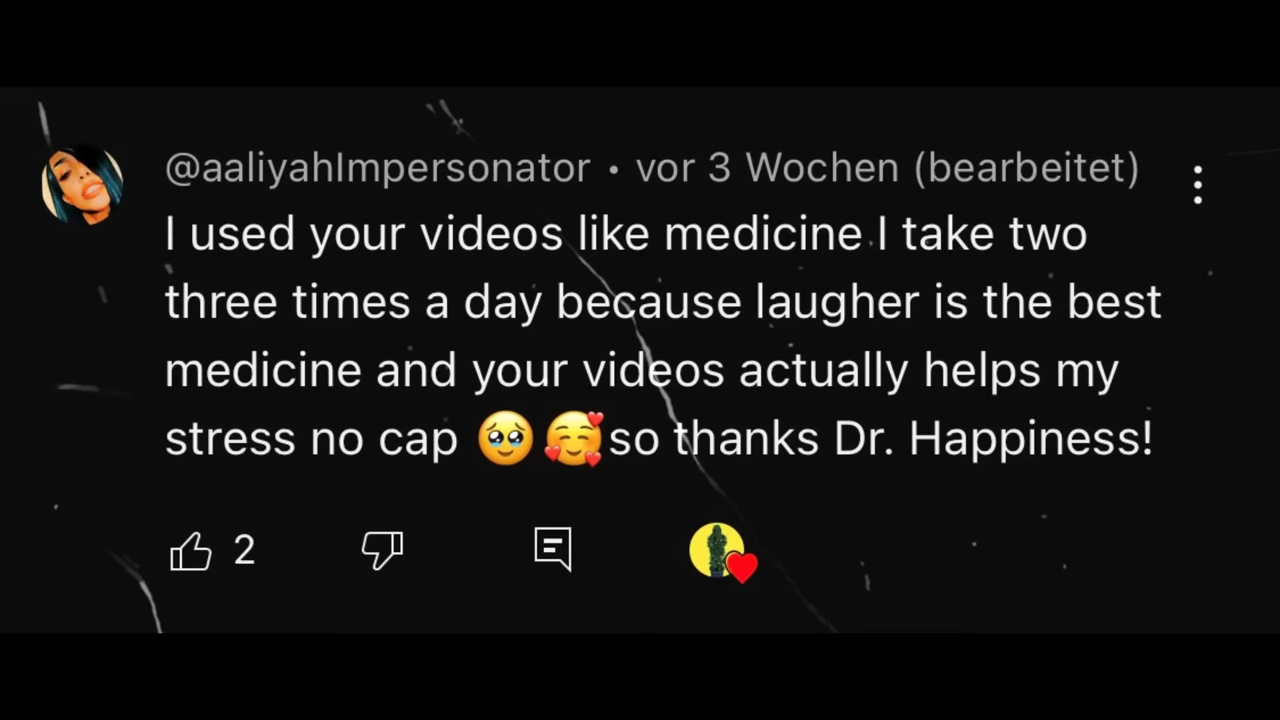 @aaliyahImpersonator • vor 3 Wochen (bearbeitet)
I used your videos like medicine I take two
three times a day because laugher is the best
medicine and your videos actually helps my
stress no cap 🥹🥰so thanks Dr. Happiness!
2